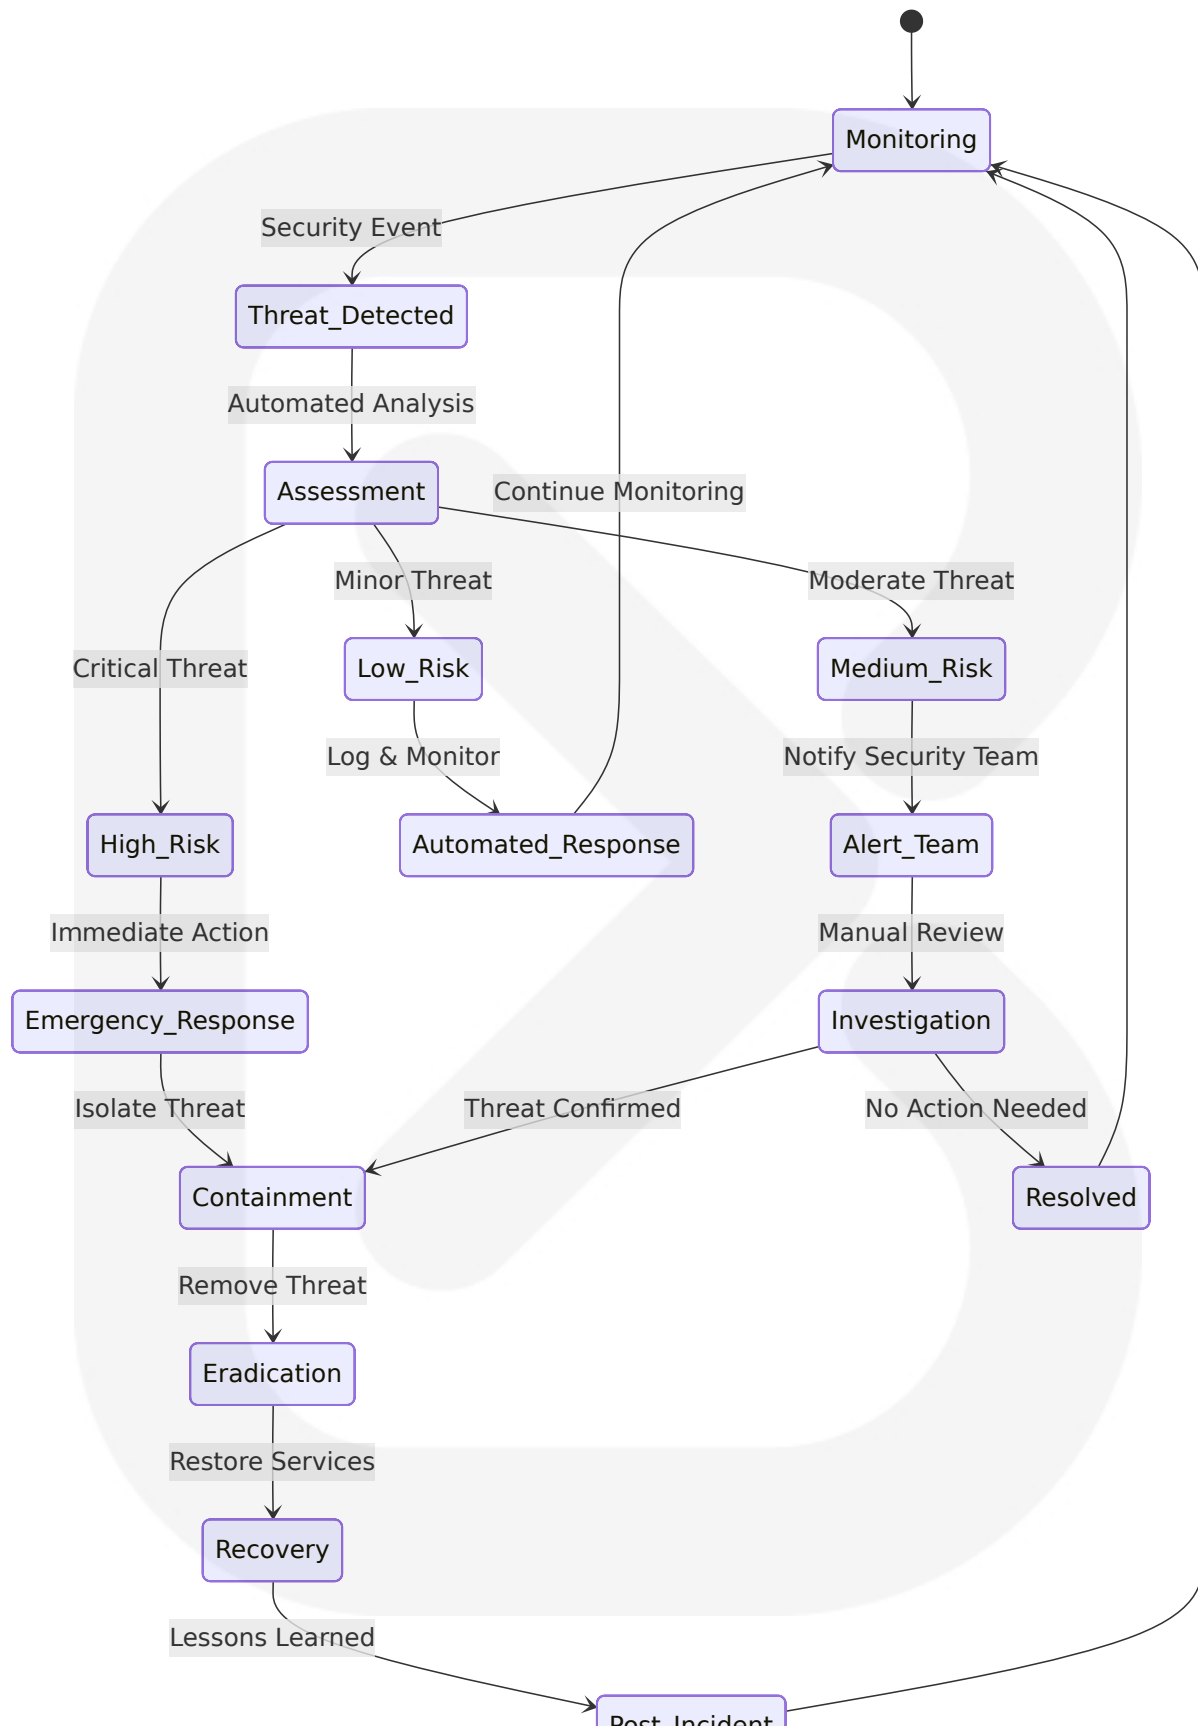 Monitoring
Security Event
Threat_Detected
Automated Analysis
Assessment
Continue Monitoring
Minor Threat
Moderate Threat
Critical Threat
Low_Risk
Medium_Risk
Log & Monitor
Notify Security Team
High_Risk
Automated_Response
Alert_Team
Immediate Action
Manual Review
Emergency_Response
Investigation
Isolate Threat
Threat Confirmed
No Action Needed
Containment
Resolved
Remove Threat
Eradication
Restore Services
Recovery
Lessons Learned
Post_Incident